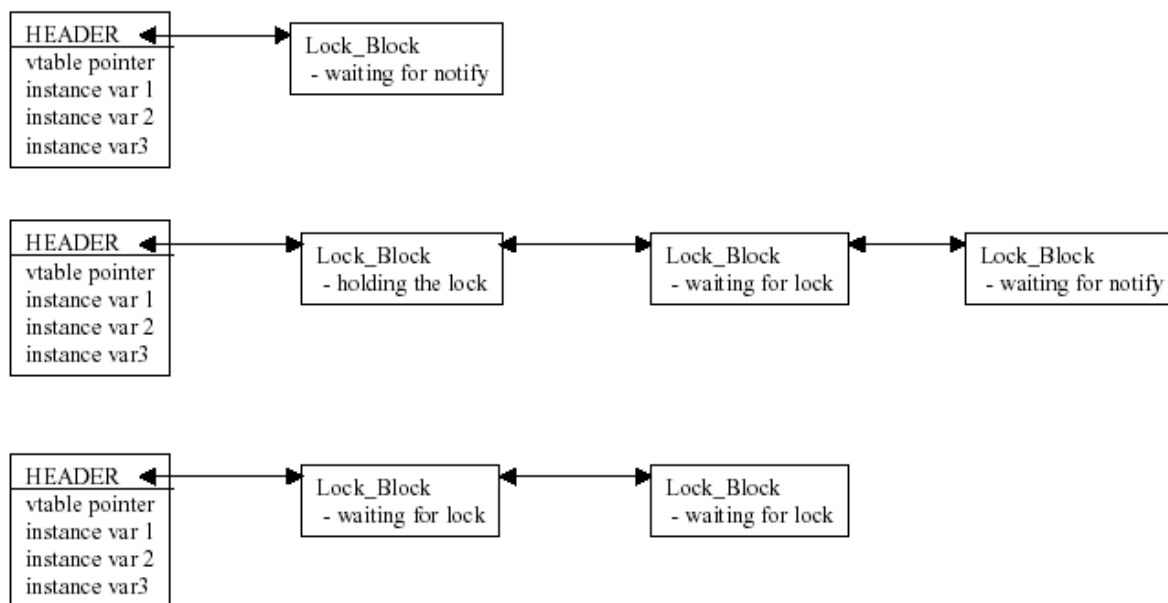 HEADER
vtable pointer
instance var 1
instance var 2
instance var3
Lock_Block
- waiting for notify
HEADER
vtable pointer
instance var 1
instance var 2
instance var3
Lock_Block
- holding the lock
Lock_Block
- waiting for lock
Lock_Block
- waiting for notify
HEADER
vtable pointer
instance var 1
instance var 2
instance var3
Lock_Block
- waiting for lock
Lock_Block
- waiting for lock